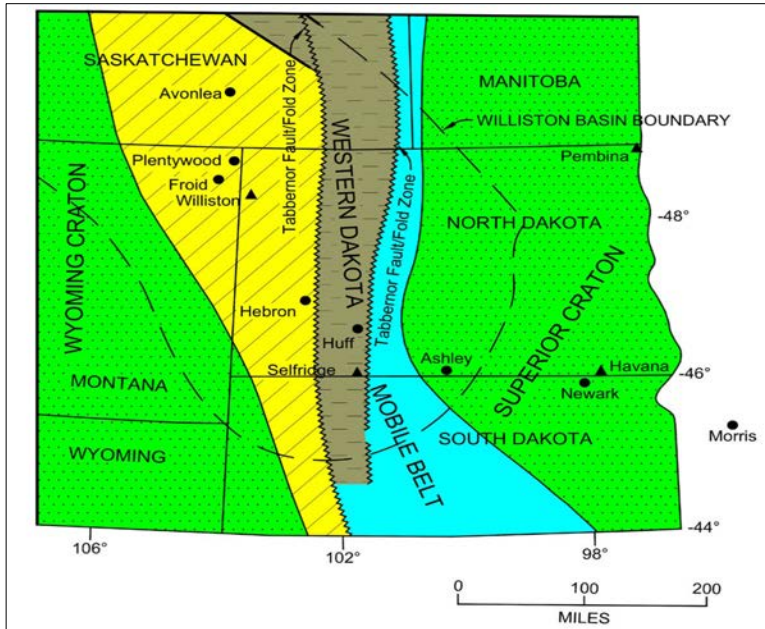 SASKATCHEWAN
Avonlea
Tabbernor Fault/Fold Zone
WESTERN DAKOTA
MOBILE BELT
Tabbernor Fault/Fold Zone
MANITOBA
WILLISTON BASIN BOUNDARY
Pembina
Plentywood
Froid
Williston
WYOMING CRATON
NORTH DAKOTA
-48°
Hebron
Huff
SUPERIOR CRATON
Selfridge
Ashley
Havana
-46°
Newark
MONTANA
SOUTH DAKOTA
Morris
WYOMING
-44°
106°
102°
98°
0 100 200
MILES